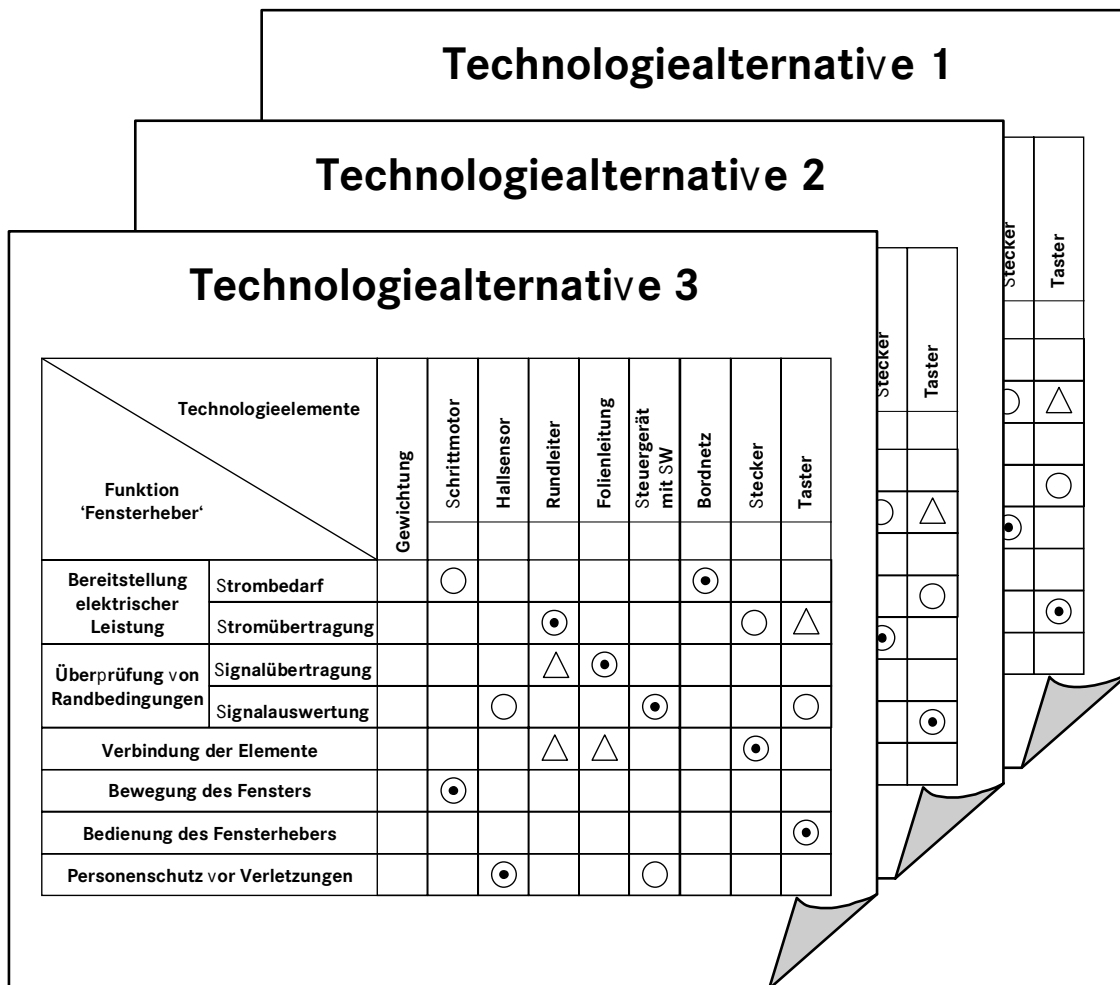 Technologiealternative 1
Stecker
Taster
Technologiealternative 2
Stecker
Taster
Technologiealternative 3
Technologieelemente
Funktion
'Fensterheber'
Gewichtung
Schrittmotor
Hallsensor
Rundleiter
Folienleitung
Steuergerät
mit SW
Bordnetz
Stecker
Taster
Bereitstellung
elektrischer
Leistung
Strombedarf
Stromübertragung
Überprüfung von
Randbedingungen
Signalübertragung
Signalauswertung
Verbindung der Elemente
Bewegung des Fensters
Bedienung des Fensterhebers
Personenschutz vor Verletzungen